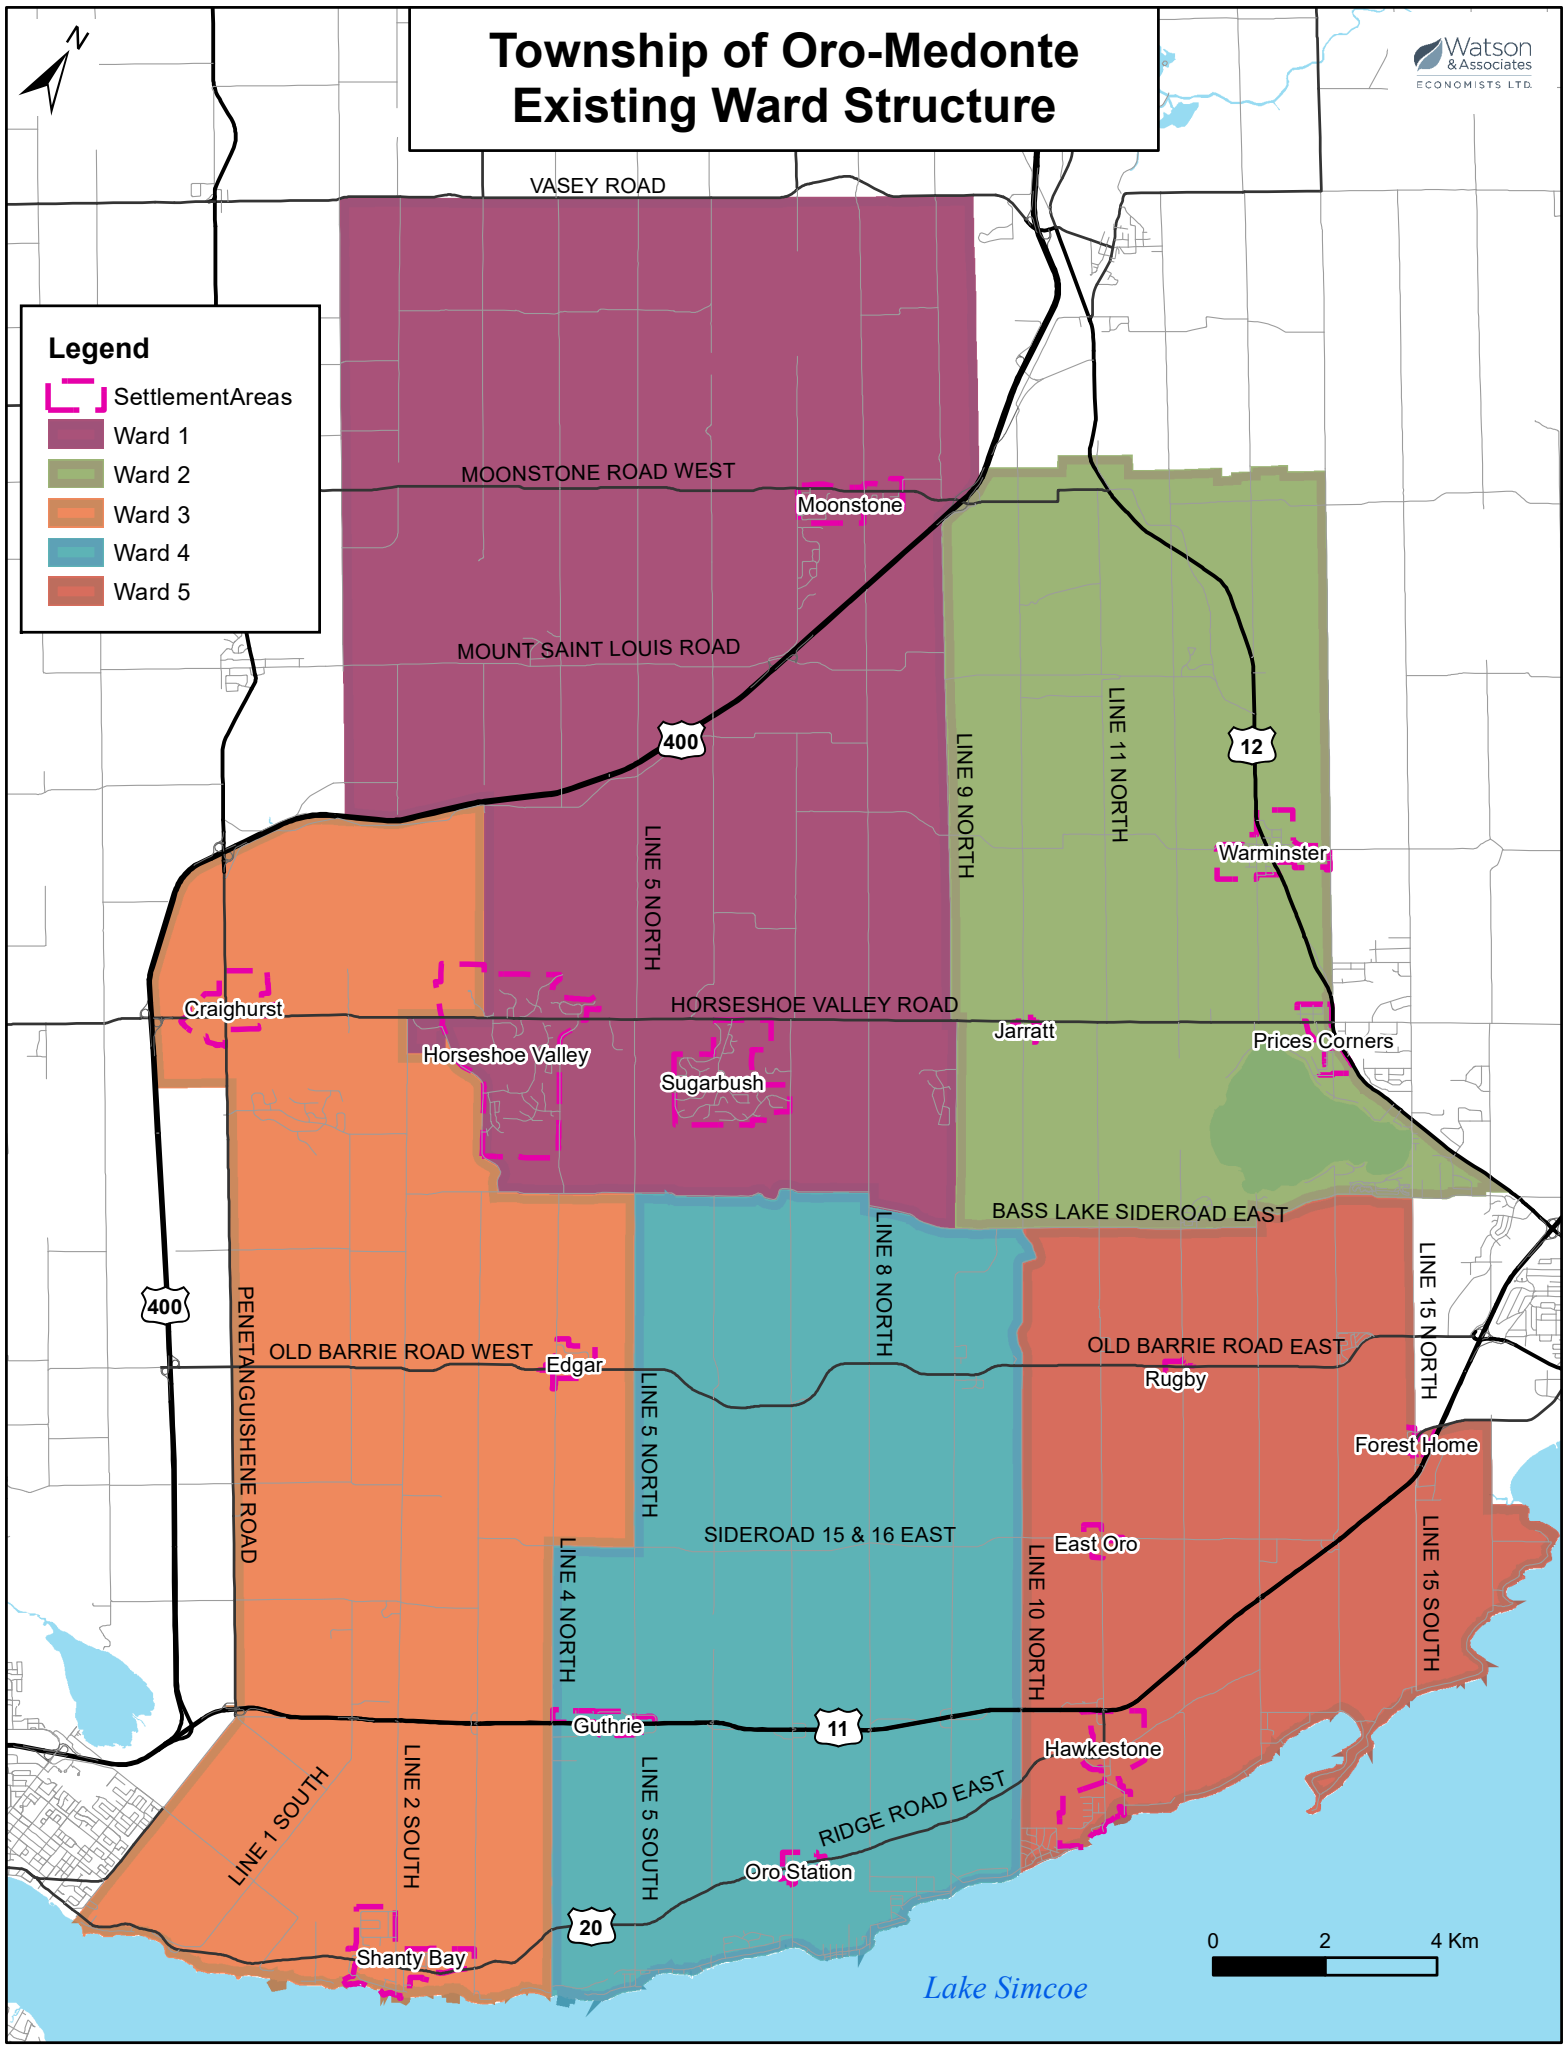 Township of Oro-Medonte
Existing Ward Structure
N
Watson
& Associates
ECONOMISTS LTD.
VASEY ROAD
Legend
SettlementAreas
Ward 1
Ward 2
Ward 3
Ward 4
Ward 5
MOONSTONE ROAD WEST
Moonstone
MOUNT SAINT LOUIS ROAD
400
12
LINE 11 NORTH
LINE 9 NORTH
LINE 5 NORTH
Warminster
Craighurst
HORSESHOE VALLEY ROAD
Jarratt
Prices Corners
Horseshoe Valley
Sugarbush
BASS LAKE SIDEROAD EAST
LINE 8 NORTH
LINE 15 NORTH
400
PENETANGUISHENE ROAD
OLD BARRIE ROAD WEST
Edgar
OLD BARRIE ROAD EAST
Rugby
LINE 5 NORTH
Forest Home
SIDEROAD 15 & 16 EAST
East Oro
LINE 4 NORTH
LINE 10 NORTH
LINE 15 SOUTH
Guthrie
11
Hawkestone
LINE 1 SOUTH
LINE 2 SOUTH
LINE 5 SOUTH
RIDGE ROAD EAST
Oro Station
20
Shanty Bay
Lake Simcoe
0 2 4 Km